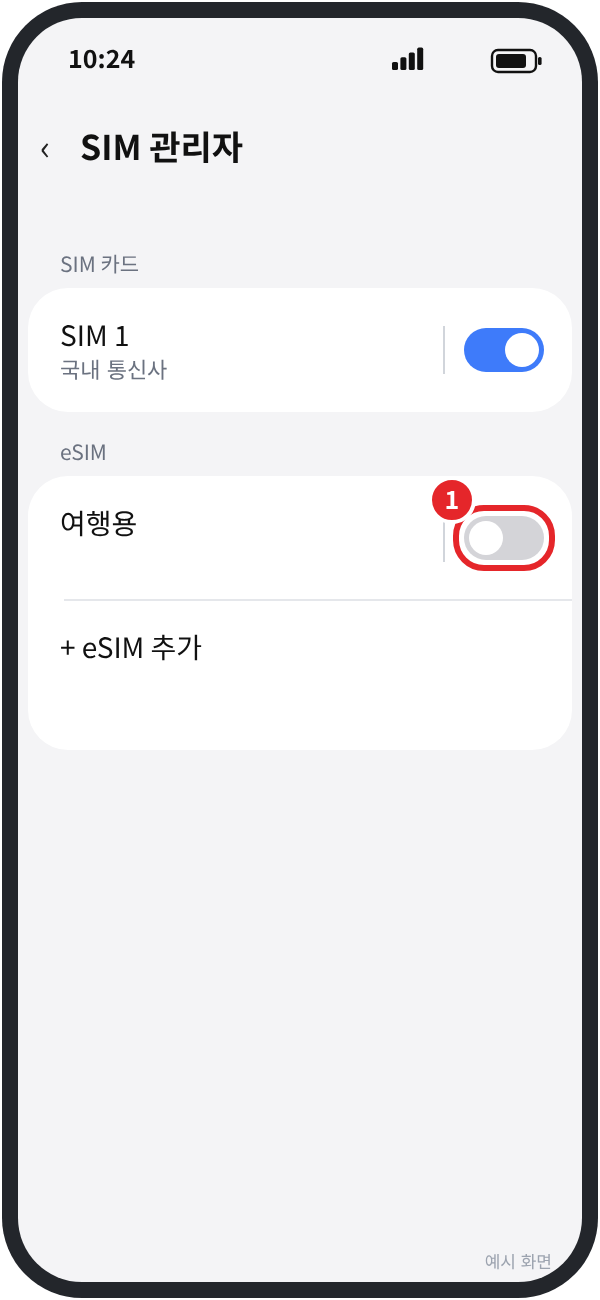 10:24
‹ SIM 관리자
SIM 카드
SIM 1
국내 통신사
eSIM
1
여행용
+ eSIM 추가
예시 화면